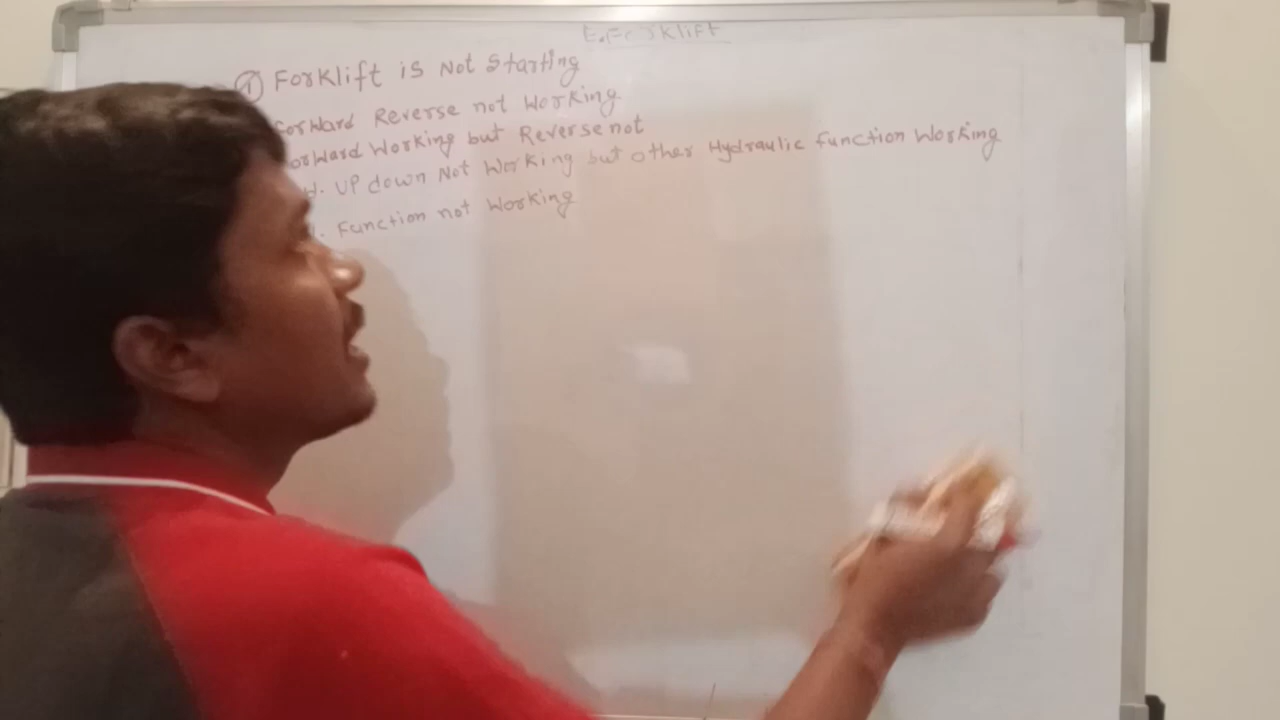 E.Forklift
① Forklift is Not Starting
Forward Reverse not Working
orward Working but Reverse not
H. UP down Not Working but other Hydraulic function Working
. Function not Working